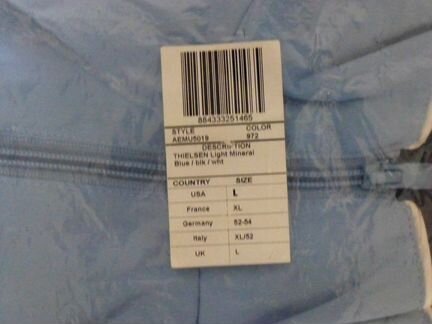 884333251465
STYLE COLOR
AEMU5019 972
DESCRIPTION
THIELSEN Light Mineral
Blue / blk / wht
COUNTRY SIZE
USA L
France XL
Germany 52-54
Italy XL/52
UK L